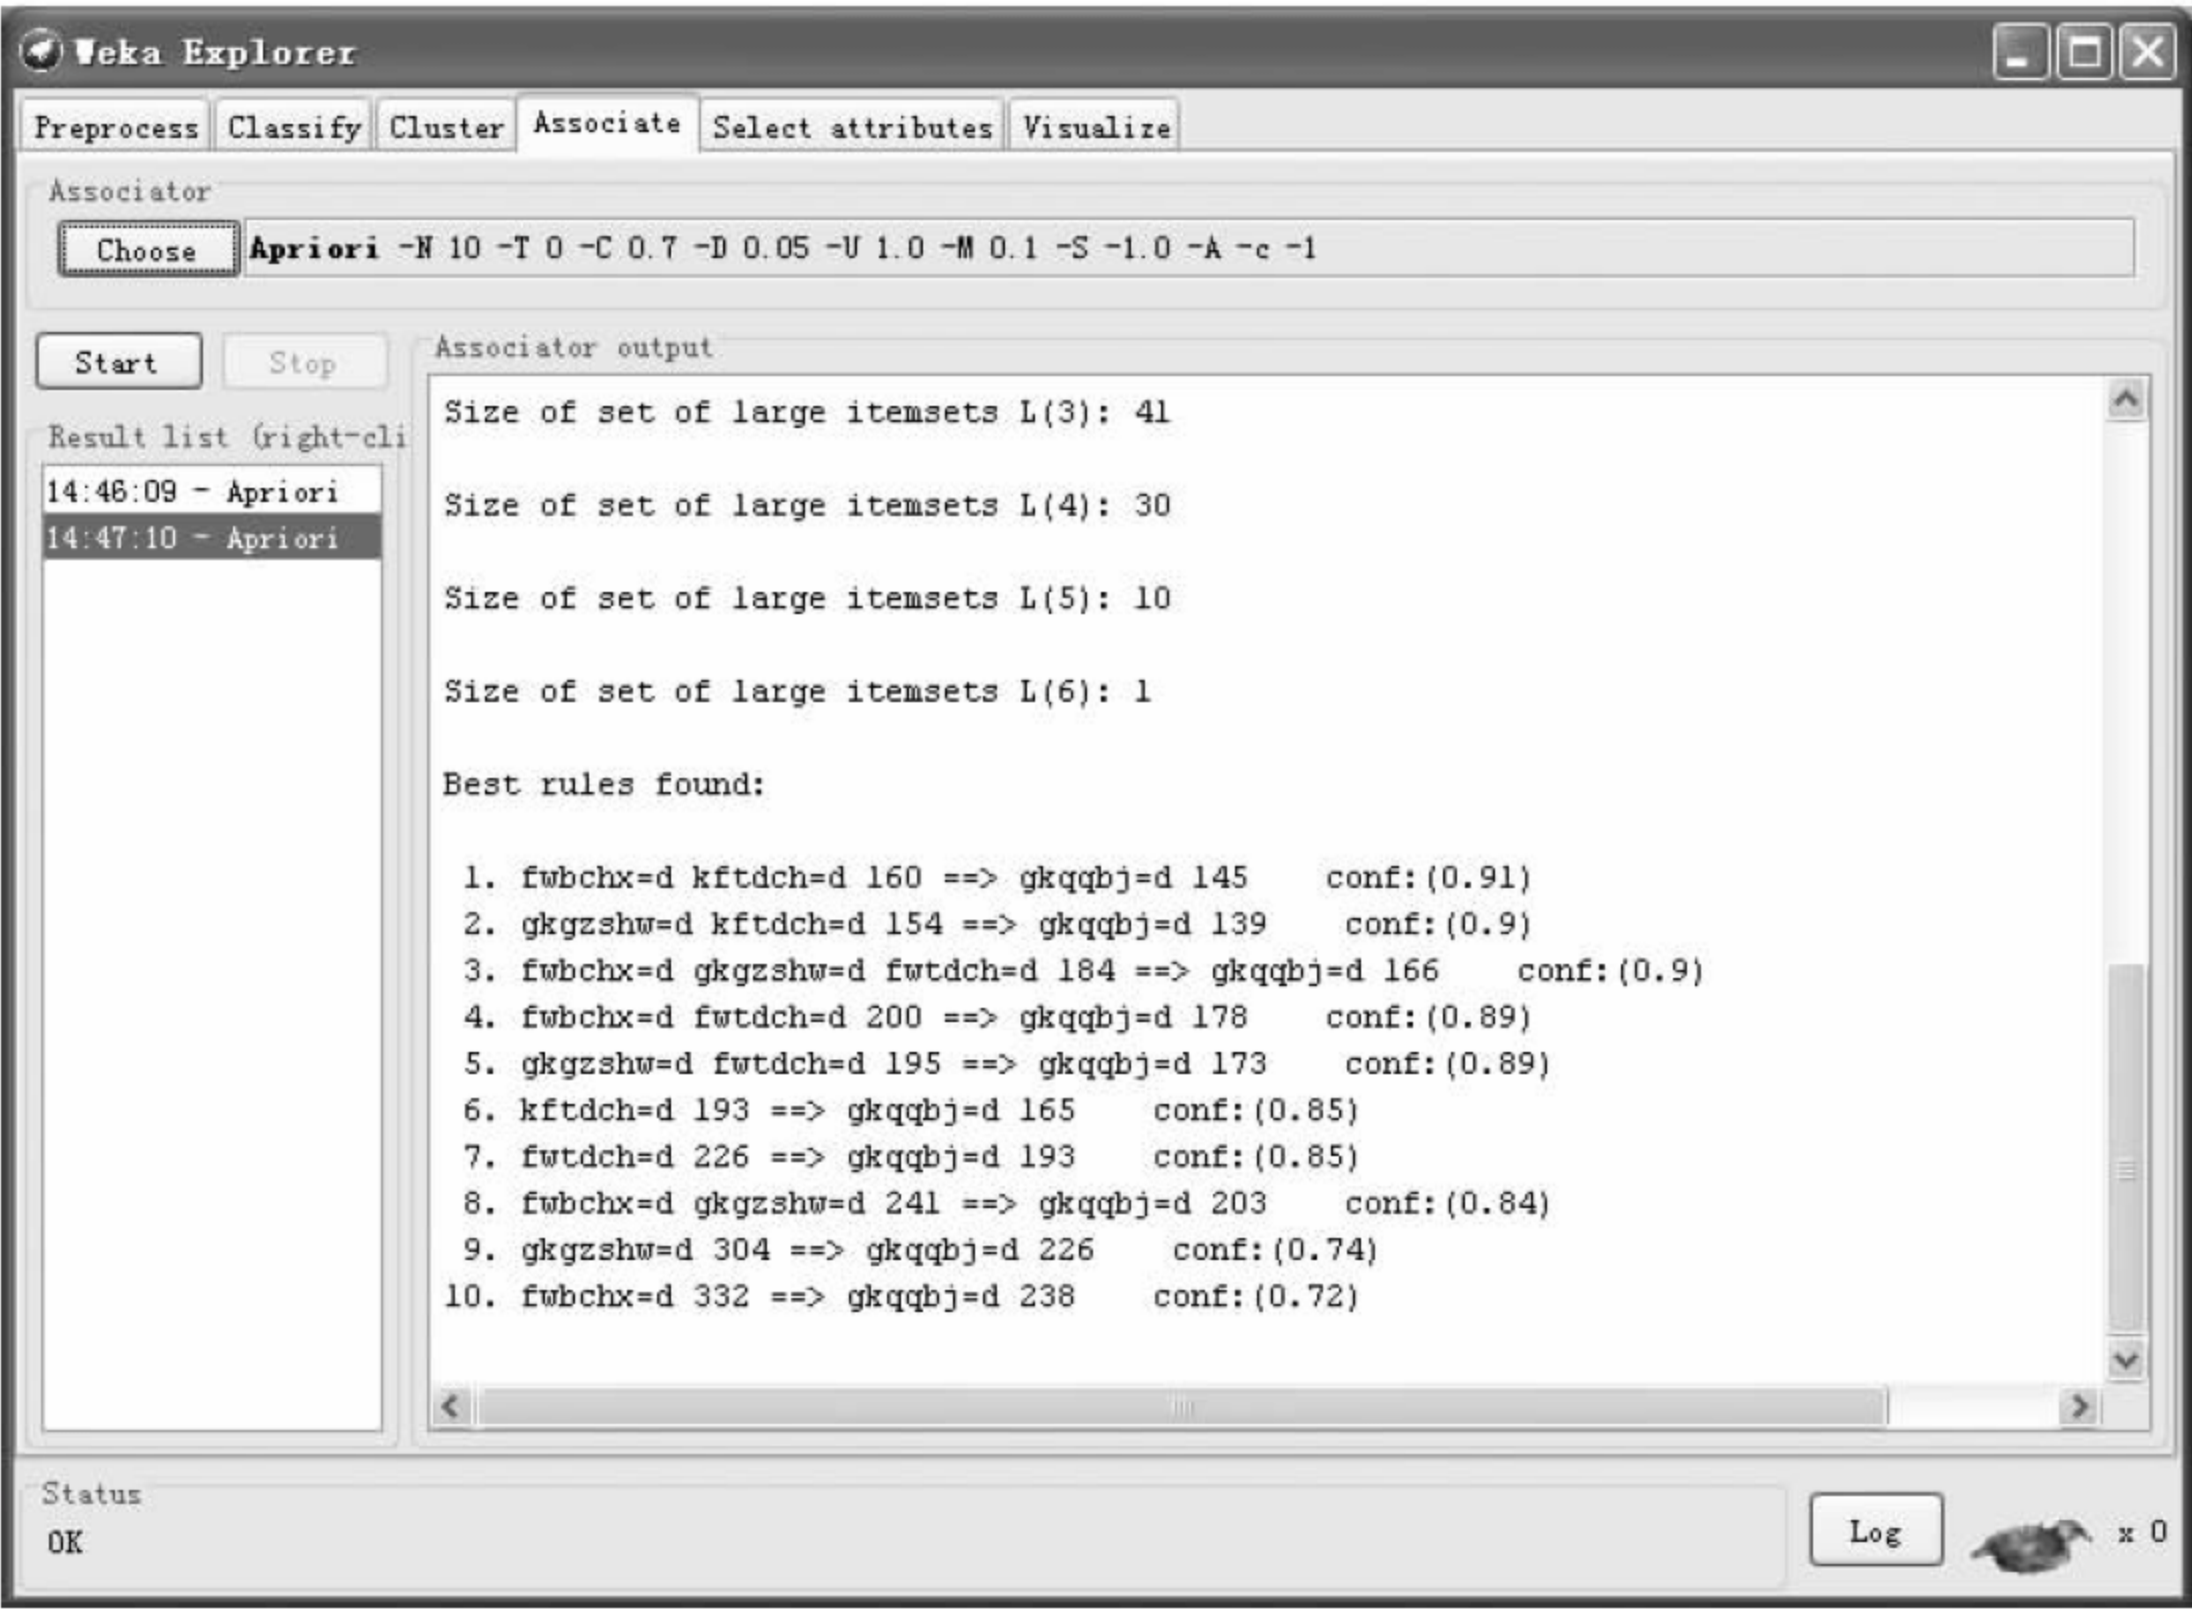 Weka Explorer
Preprocess Classify Cluster Associate Select attributes Visualize
Associator
Choose Apriori -N 10 -T 0 -C 0.7 -D 0.05 -U 1.0 -M 0.1 -S -1.0 -A -c -1
Start Stop
Result list (right-cli
14:46:09 - Apriori
14:47:10 - Apriori
Associator output
Size of set of large itemsets L(3): 41
Size of set of large itemsets L(4): 30
Size of set of large itemsets L(5): 10
Size of set of large itemsets L(6): 1
Best rules found:
1. fwbchx=d kftdch=d 160 ==> gkqqbj=d 145 conf:(0.91)
2. gkgzshw=d kftdch=d 154 ==> gkqqbj=d 139 conf:(0.9)
3. fwbchx=d gkgzshw=d fwtdch=d 184 ==> gkqqbj=d 166 conf:(0.9)
4. fwbchx=d fwtdch=d 200 ==> gkqqbj=d 178 conf:(0.89)
5. gkgzshw=d fwtdch=d 195 ==> gkqqbj=d 173 conf:(0.89)
6. kftdch=d 193 ==> gkqqbj=d 165 conf:(0.85)
7. fwtdch=d 226 ==> gkqqbj=d 193 conf:(0.85)
8. fwbchx=d gkgzshw=d 241 ==> gkqqbj=d 203 conf:(0.84)
9. gkgzshw=d 304 ==> gkqqbj=d 226 conf:(0.74)
10. fwbchx=d 332 ==> gkqqbj=d 238 conf:(0.72)
Status
OK
Log
x 0